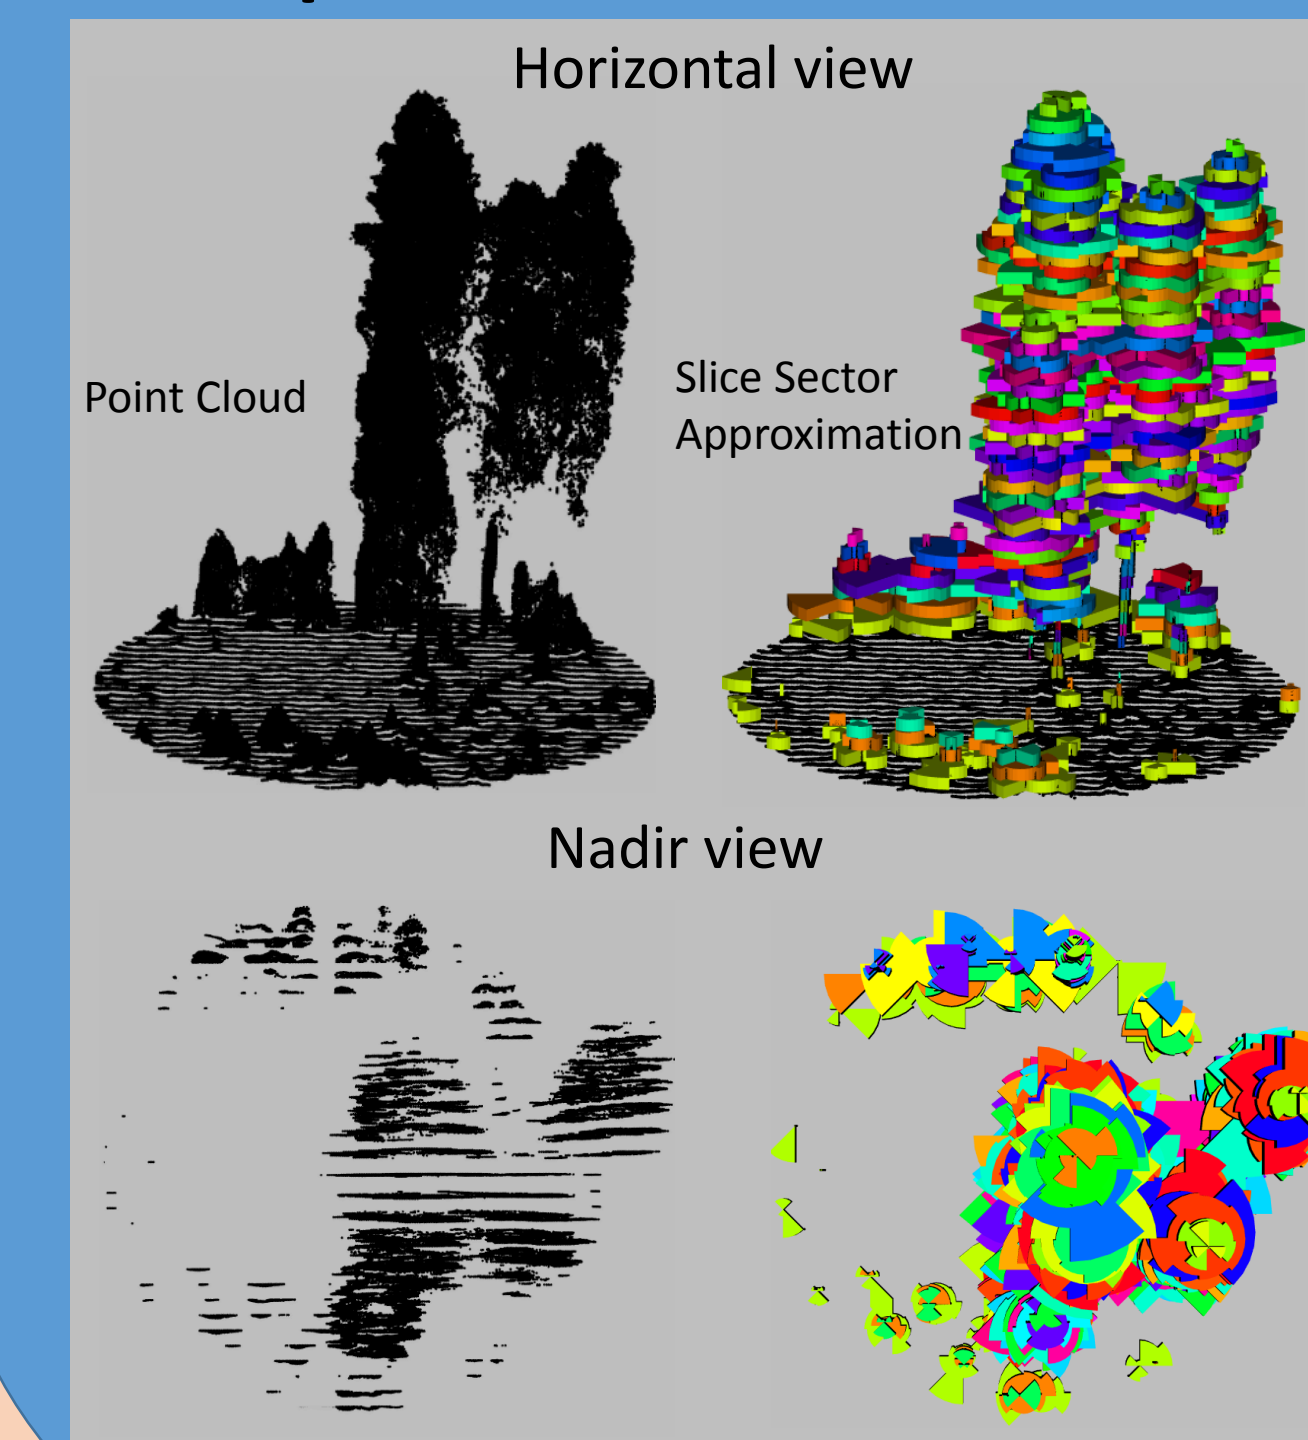 Horizontal view
Point Cloud
Slice Sector
Approximation
Nadir view